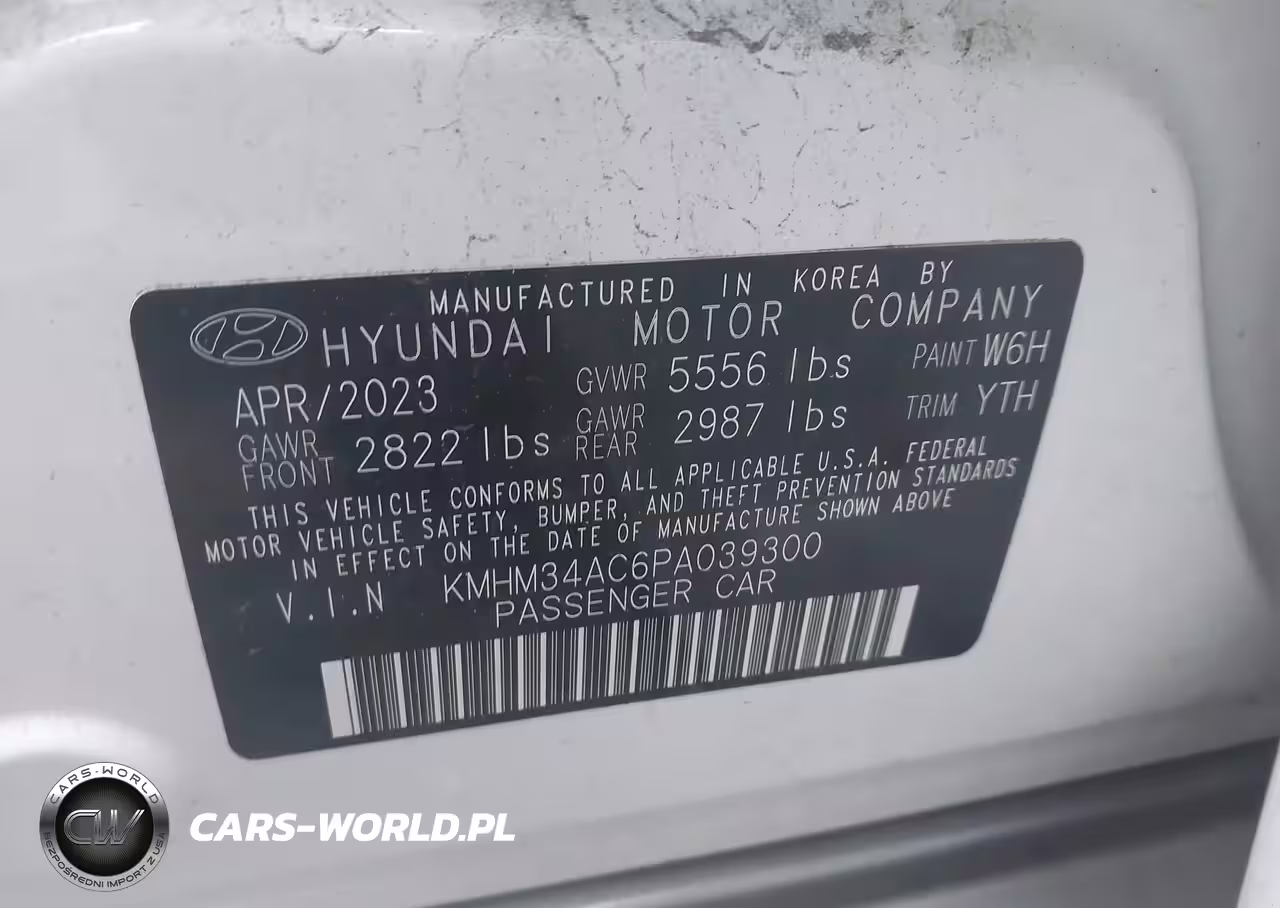 MANUFACTURED IN KOREA BY
HYUNDAI MOTOR COMPANY
APR/2023 GVWR 5556 lbs PAINT W6H
GAWR FRONT 2822 lbs GAWR REAR 2987 lbs TRIM YTH
THIS VEHICLE CONFORMS TO ALL APPLICABLE U.S.A. FEDERAL
MOTOR VEHICLE SAFETY, BUMPER, AND THEFT PREVENTION STANDARDS
IN EFFECT ON THE DATE OF MANUFACTURE SHOWN ABOVE
V.I.N KMHM34AC6PA039300
PASSENGER CAR
CARS-WORLD
CW
BEZPOŚREDNI IMPORT Z USA
CARS-WORLD.PL